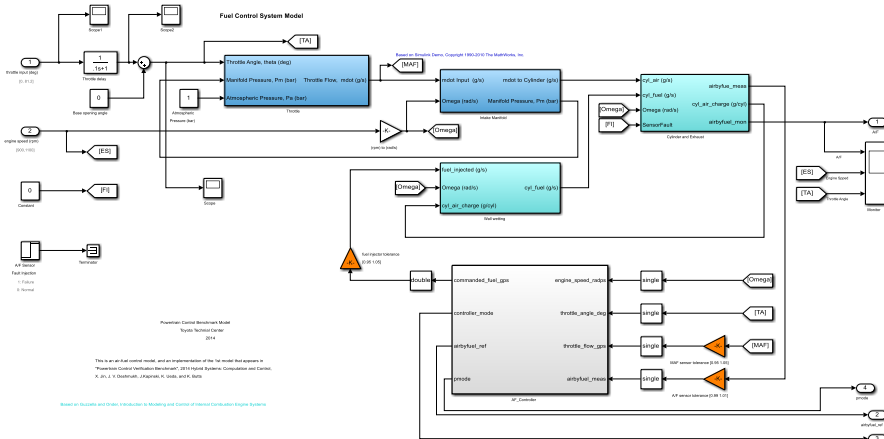 Fuel Control System Model
Scope1
Scope2
[TA]
Based on Simulink Demo, Copyright 1990-2010 The MathWorks, Inc.
1
throttle input (deg)
1
.1s+1
Throttle delay
Throttle Angle, theta (deg)
Manifold Pressure, Pm (bar)
Throttle Flow, mdot (g/s)
Atmospheric Pressure, Pa (bar)
Throttle
[MAF]
mdot Input (g/s)
mdot to Cylinder (g/s)
Omega (rad/s)
Manifold Pressure, Pm (bar)
Intake Manifold
cyl_air (g/s)
airbyfue_meas
cyl_fuel (g/s)
cyl_air_charge (g/cyl)
Omega (rad/s)
SensorFault
airbyfuel_mon
Cylinder and Exhaust
[Omega]
[FI]
0
Base opening angle
1
Atmospheric
Pressure (bar)
2
engine speed (rpm)
[900,1100]
[ES]
-K-
(rpm) to (rad/s)
[Omega]
1
A/F
A/F
[ES]
Engine Speed
[TA]
Throttle Angle
Monitor
0
Constant
[FI]
Scope
fuel_injected (g/s)
[Omega]
Omega (rad/s)
cyl_fuel (g/s)
cyl_air_charge (g/cyl)
Wall wetting
A/F Sensor
Fault Injection
1: Failure
0: Normal
Terminator
-K-
fuel injector tolerance
[0.95 1.05]
double
commanded_fuel_gps
engine_speed_radps
single
[Omega]
controller_mode
throttle_angle_deg
single
[TA]
airbyfuel_ref
throttle_flow_gps
single
-K-
[MAF]
MAF sensor tolerance [0.95 1.05]
pmode
airbyfuel_meas
single
-K-
A/F sensor tolerance [0.99 1.01]
AF_Controller
4
pmode
2
airbyfuel_ref
Powertrain Control Benchmark Model
Toyota Technical Center
2014
This is an air-fuel control model, and an implementation of the 1st model that appears in
"Powertrain Control Verification Benchmark", 2014 Hybrid Systems: Computation and Control,
X. Jin, J. V. Deshmukh, J.Kapinski, K. Ueda, and K. Butts
Based on Guzzella and Onder, Introduction to Modeling and Control of Internal Combustion Engine Systems